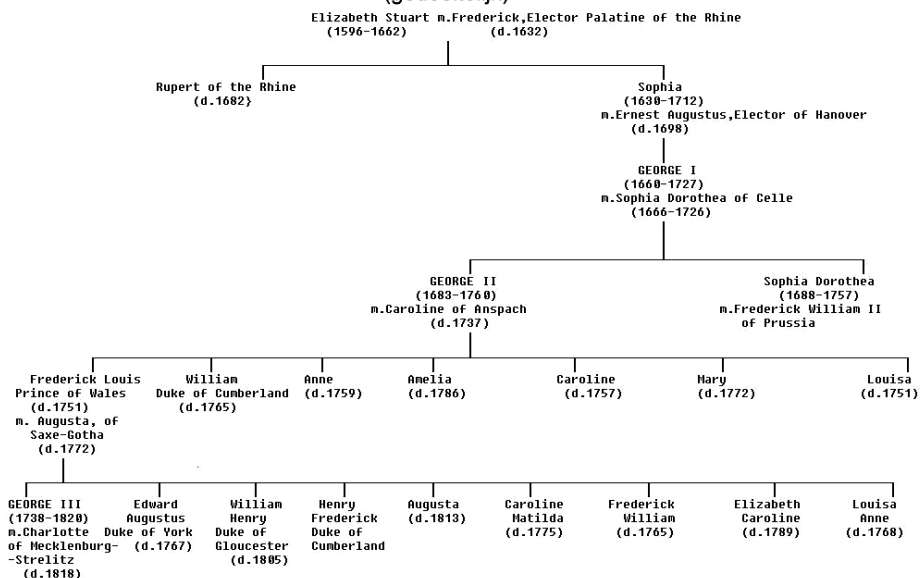 Elizabeth Stuart m.Frederick,Elector Palatine of the Rhine
(1596-1662) (d.1632)
Rupert of the Rhine
(d.1682}
Sophia
(1630-1712)
m.Ernest Augustus,Elector of Hanover
(d.1698)
GEORGE I
(1660-1727)
m.Sophia Dorothea of Celle
(1666-1726)
GEORGE II
(1683-1760)
m.Caroline of Anspach
(d.1737)
Sophia Dorothea
(1688-1757)
m.Frederick William II
of Prussia
Frederick Louis
Prince of Wales
(d.1751)
m. Augusta, of
Saxe-Gotha
(d.1772)
William
Duke of Cumberland
(d.1765)
Anne
(d.1759)
Amelia
(d.1786)
Caroline
(d.1757)
Mary
(d.1772)
Louisa
(d.1751)
GEORGE III
(1738-1820)
m.Charlotte
of Mecklenburg-
-Strelitz
(d.1818)
Edward
Augustus
Duke of York
(d.1767)
William
Henry
Duke of
Gloucester
(d.1805)
Henry
Frederick
Duke of
Cumberland
Augusta
(d.1813)
Caroline
Matilda
(d.1775)
Frederick
William
(d.1765)
Elizabeth
Caroline
(d.1789)
Louisa
Anne
(d.1768)